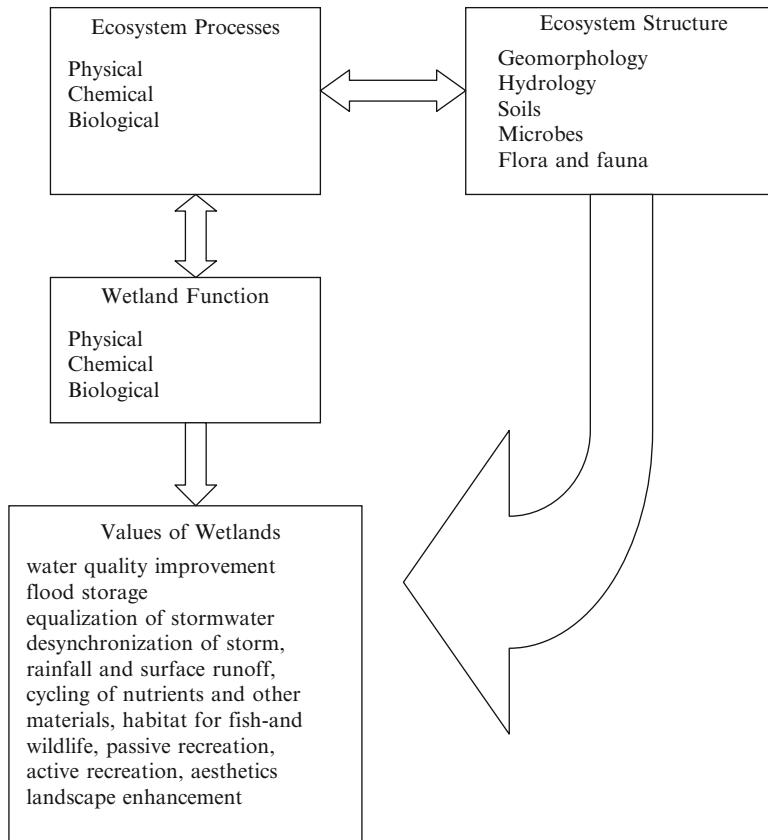 Ecosystem Processes
Physical
Chemical
Biological
Ecosystem Structure
Geomorphology
Hydrology
Soils
Microbes
Flora and fauna
Wetland Function
Physical
Chemical
Biological
Values of Wetlands
water quality improvement
flood storage
equalization of stormwater
desynchronization of storm,
rainfall and surface runoff,
cycling of nutrients and other
materials, habitat for fish-and
wildlife, passive recreation,
active recreation, aesthetics
landscape enhancement